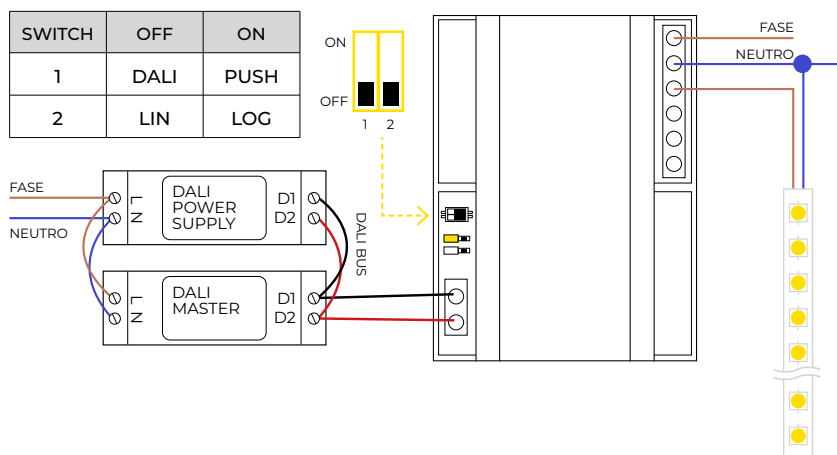 SWITCH OFF ON
1 DALI PUSH
2 LIN LOG
ON
OFF
1 2
FASE
NEUTRO
FASE
NEUTRO
L
N
DALI
POWER
SUPPLY
D1
D2
DALI BUS
L
N
DALI
MASTER
D1
D2